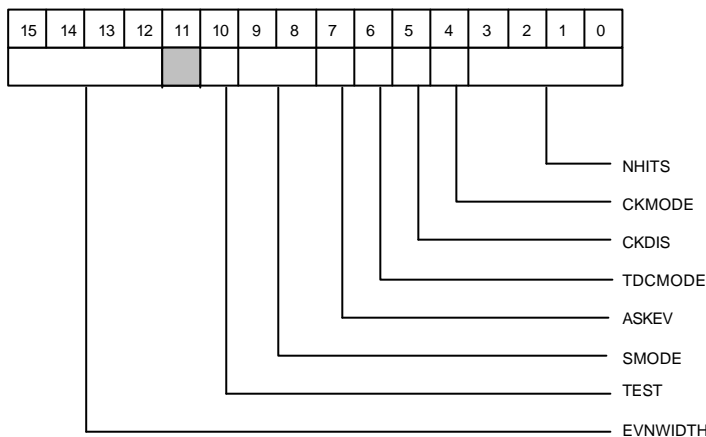 15 14 13 12 11 10 9 8 7 6 5 4 3 2 1 0
NHITS
CKMODE
CKDIS
TDCMODE
ASKEV
SMODE
TEST
EVNWIDTH